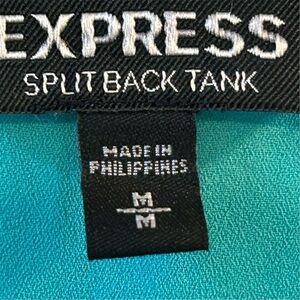 EXPRESS
SPLIT BACK TANK
MADE IN
PHILIPPINES
M
M